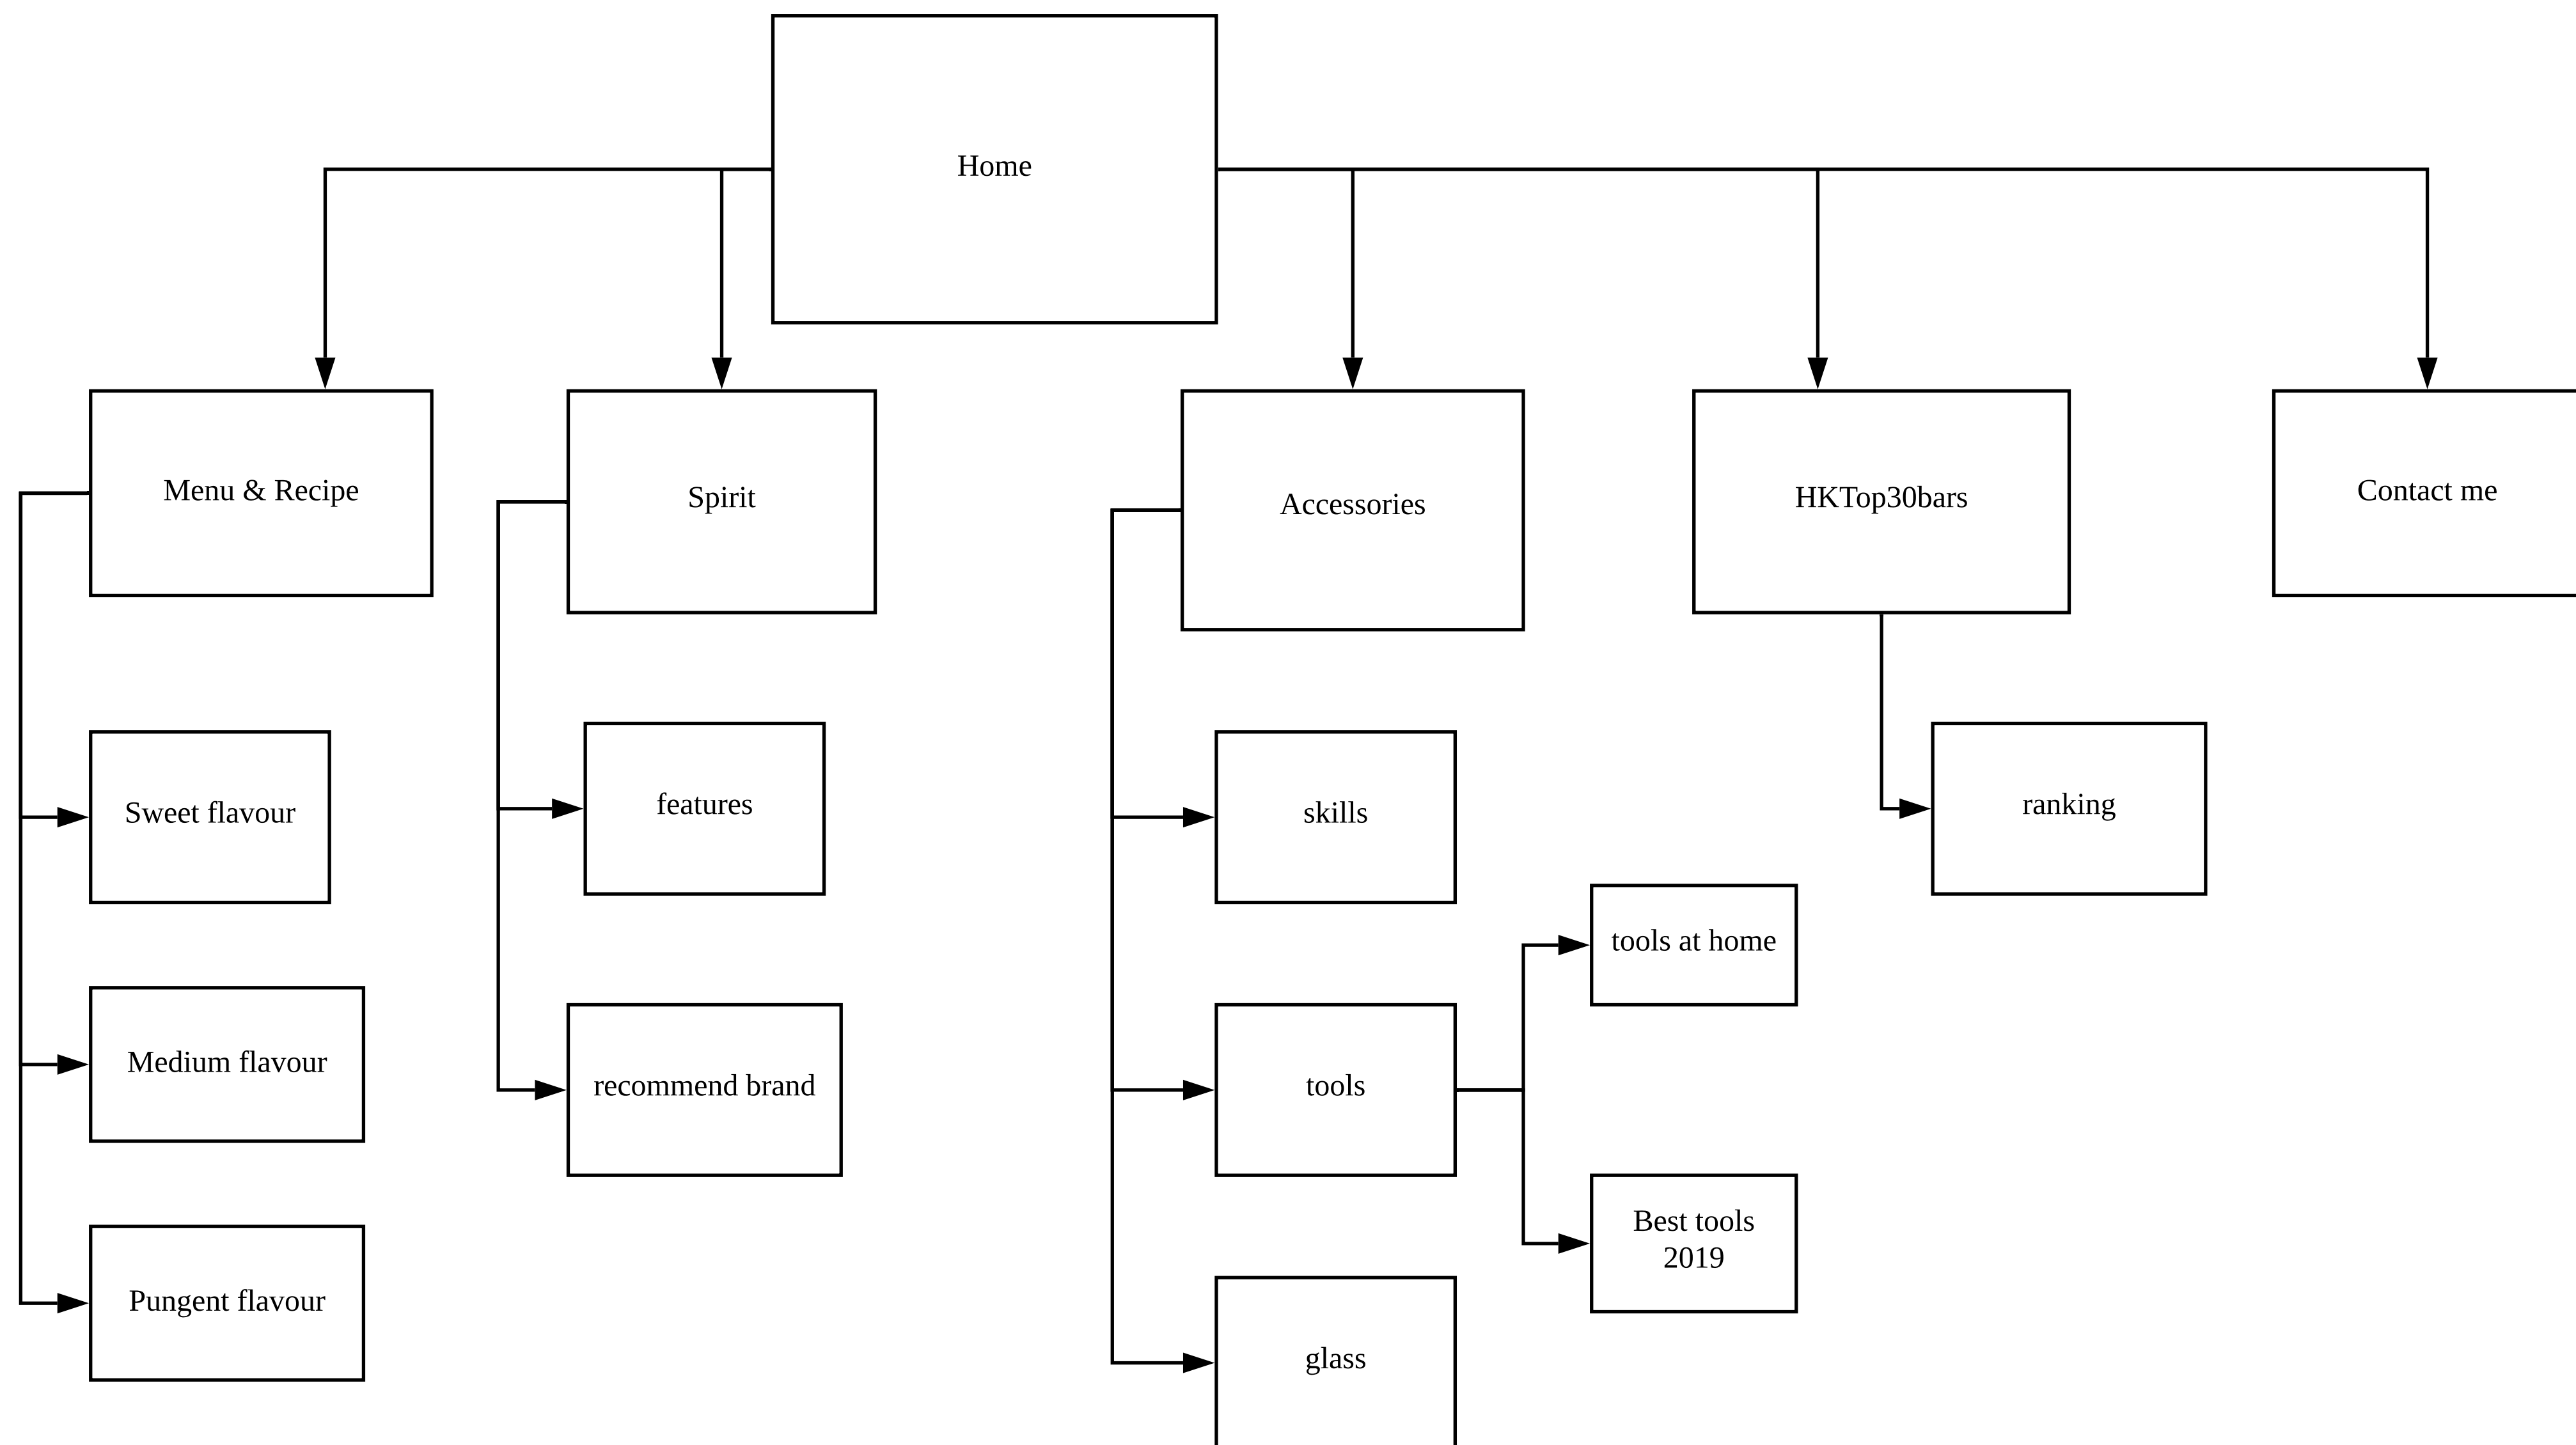 Home
Menu & Recipe
Spirit
Accessories
HKTop30bars
Contact me
Sweet flavour
features
skills
ranking
tools at home
Medium flavour
recommend brand
tools
Best tools
2019
Pungent flavour
glass